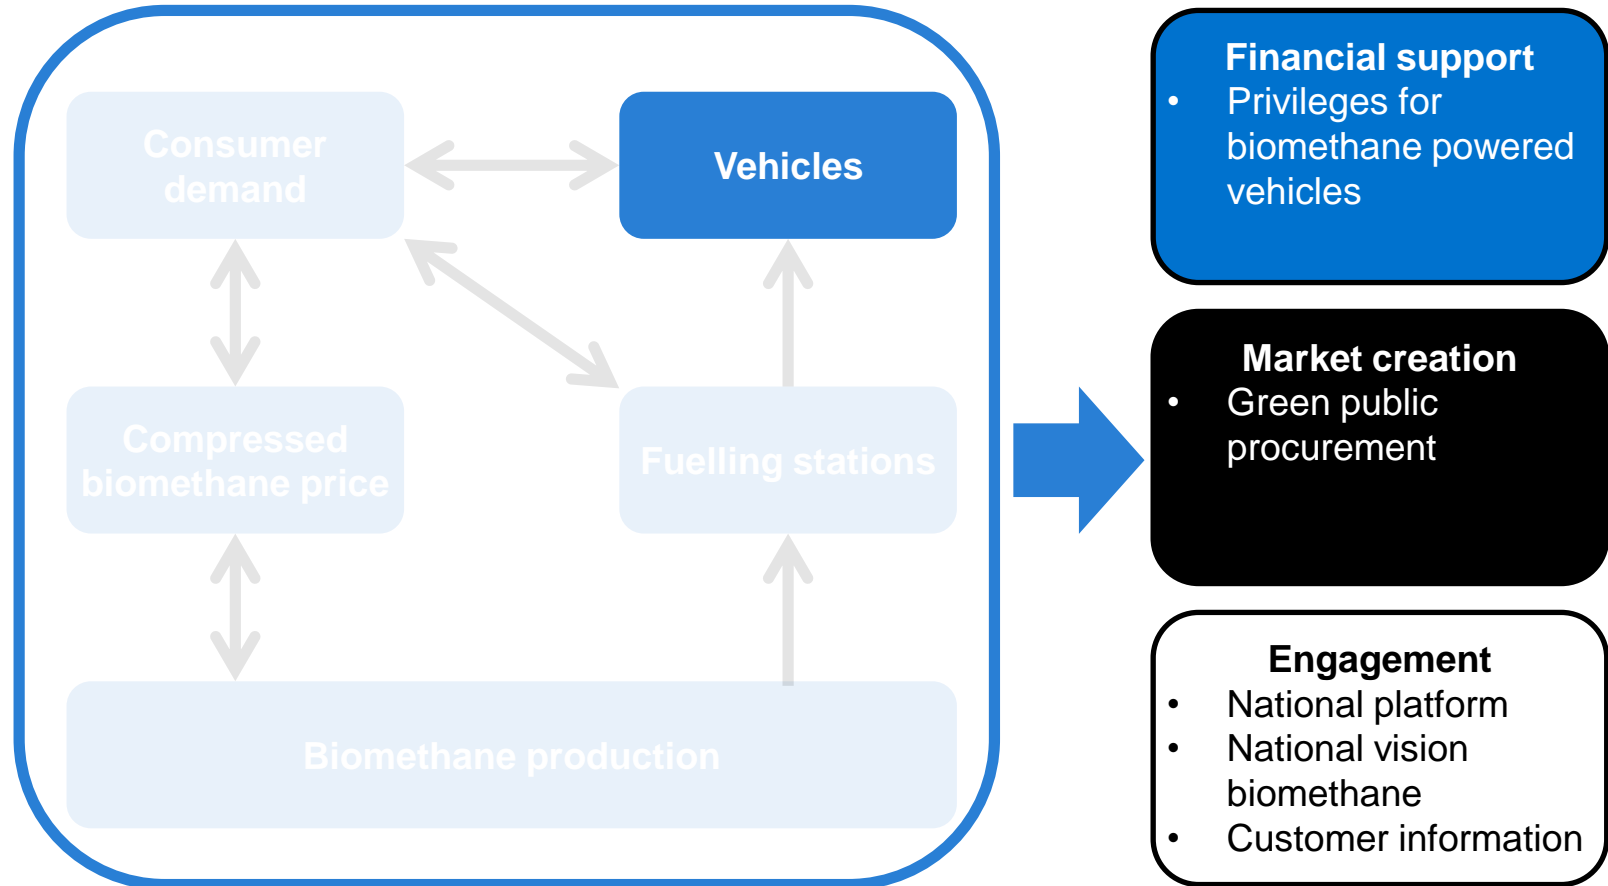 Consumer
demand
Vehicles
Compressed
biomethane price
Fuelling stations
Biomethane production
Financial support
• Privileges for
biomethane powered
vehicles
Market creation
• Green public
procurement
Engagement
• National platform
• National vision
biomethane
• Customer information